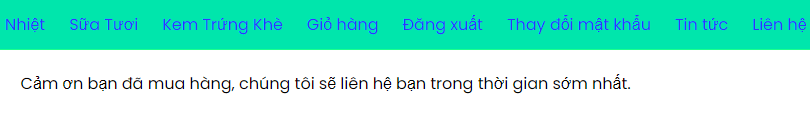 Nhiệt Sữa Tươi Kem Trứng Khè Giỏ hàng Đăng xuất Thay đổi mật khẩu Tin tức Liên hệ
Cảm ơn bạn đã mua hàng, chúng tôi sẽ liên hệ bạn trong thời gian sớm nhất.